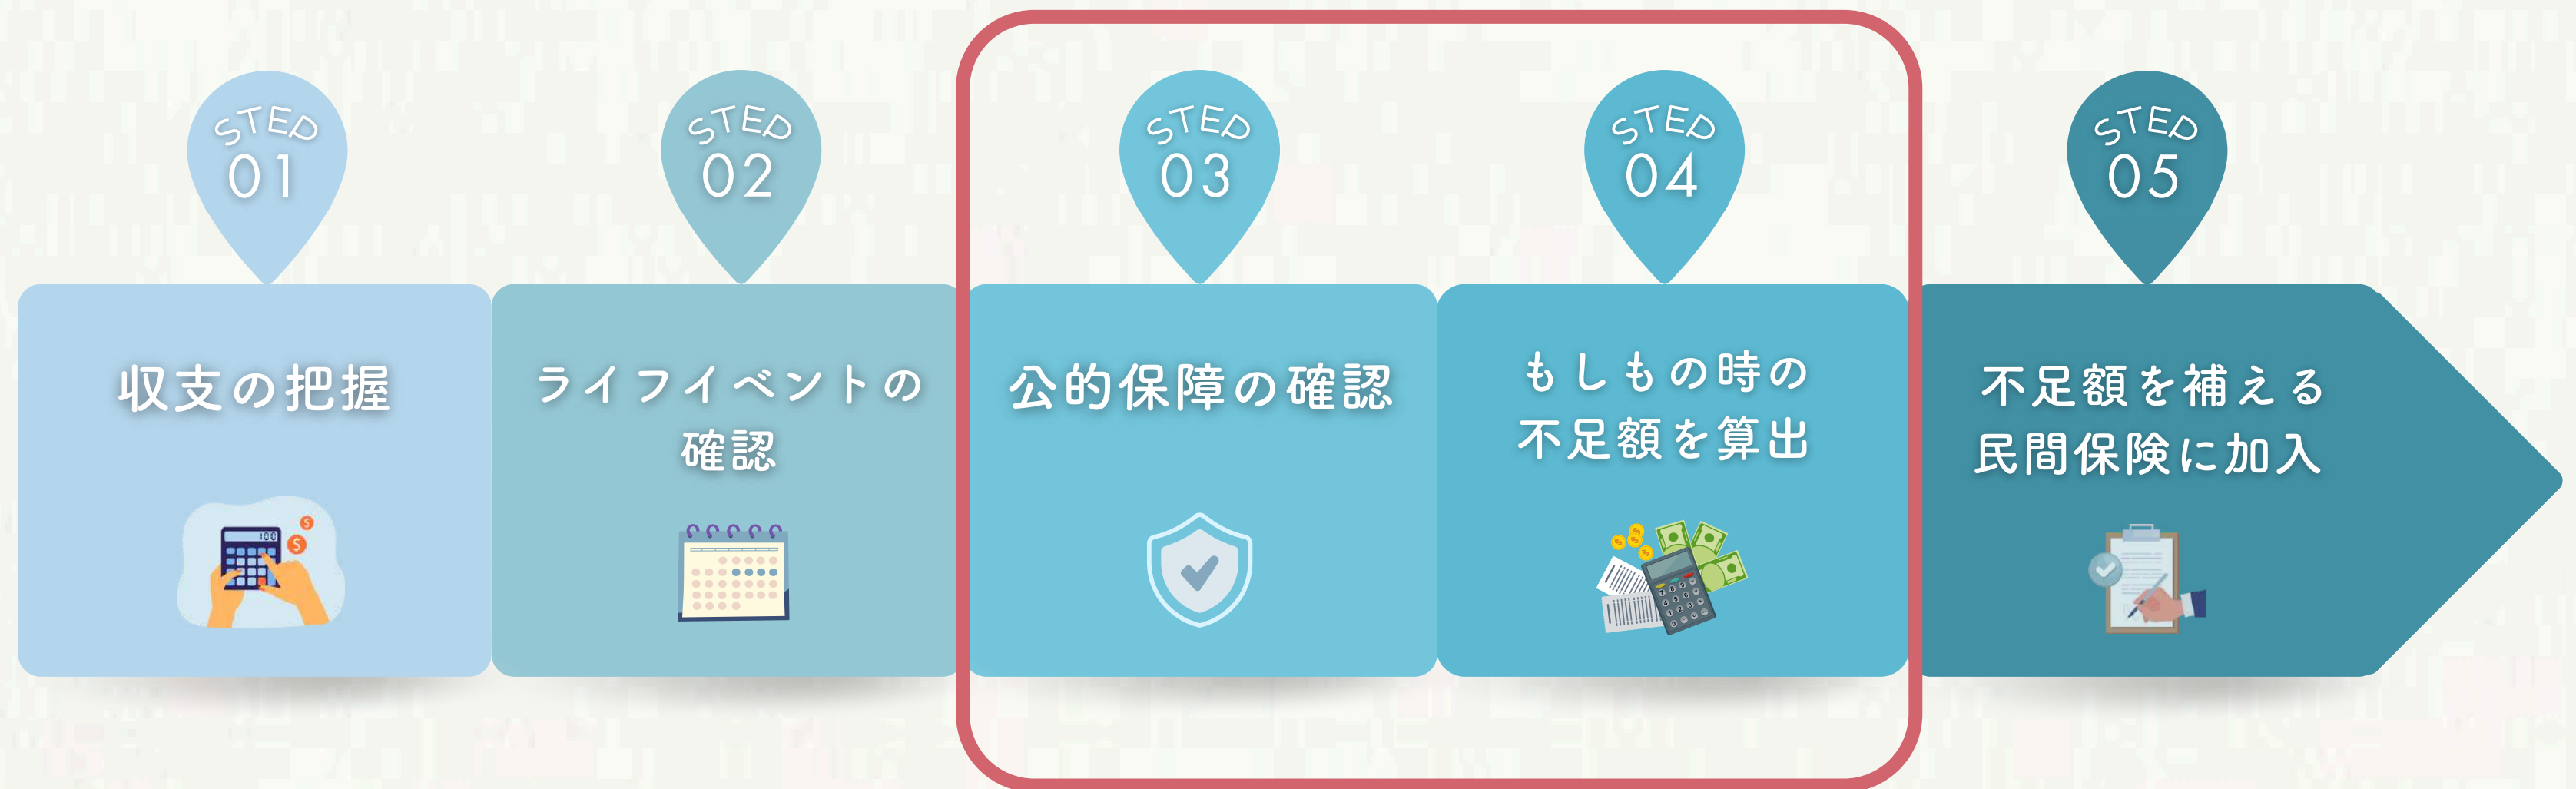 STEP
01
収支の把握
STEP
02
ライフイベントの
確認
STEP
03
公的保障の確認
STEP
04
もしもの時の
不足額を算出
STEP
05
不足額を補える
民間保険に加入